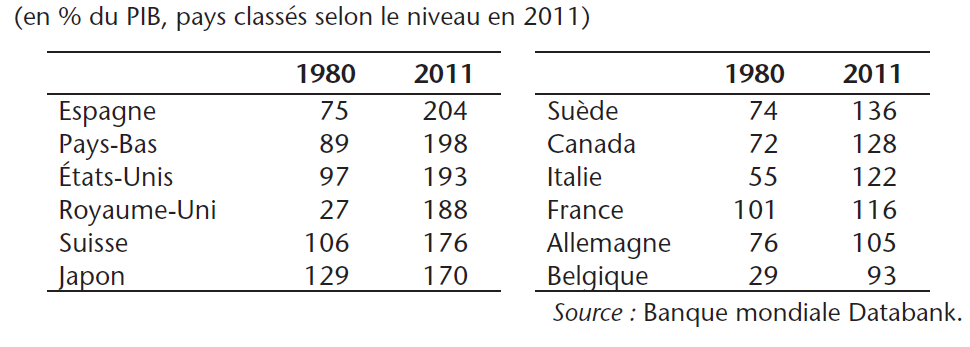 (en % du PIB, pays classés selon le niveau en 2011)
1980 2011
Espagne 75 204
Pays-Bas 89 198
États-Unis 97 193
Royaume-Uni 27 188
Suisse 106 176
Japon 129 170
1980 2011
Suède 74 136
Canada 72 128
Italie 55 122
France 101 116
Allemagne 76 105
Belgique 29 93
Source : Banque mondiale Databank.